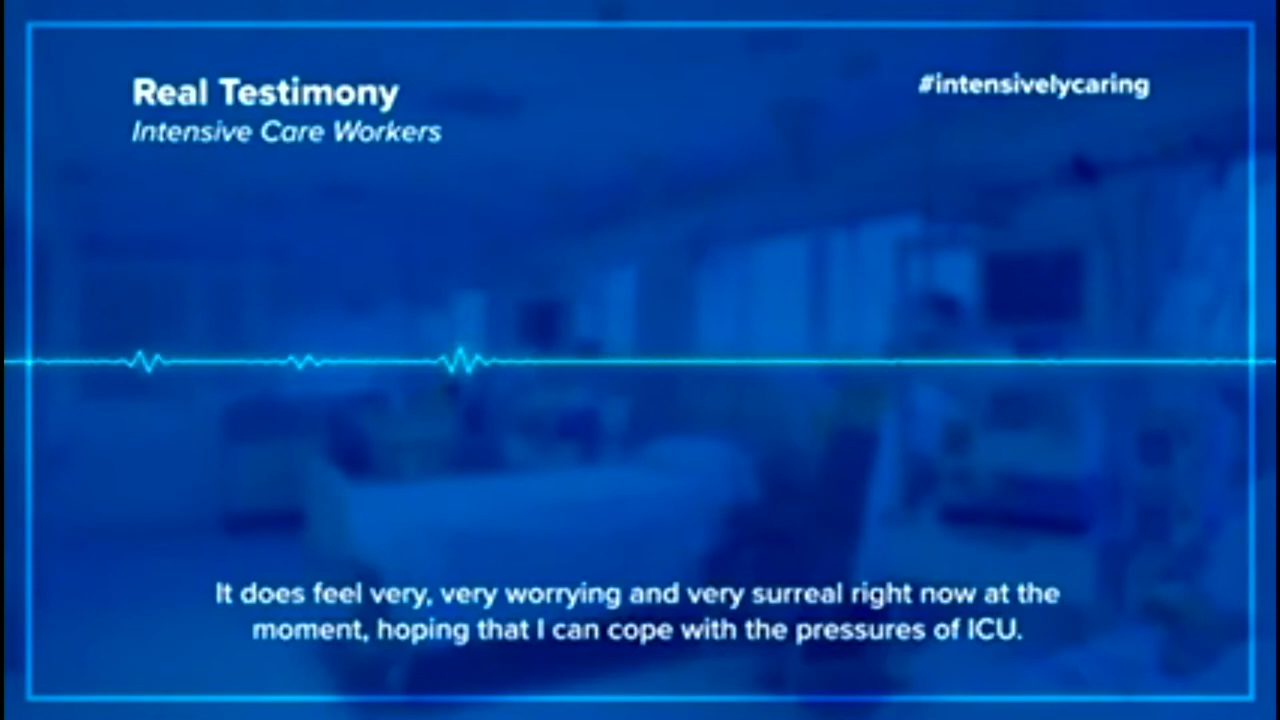 Real Testimony
#intensivelycaring
Intensive Care Workers
It does feel very, very worrying and very surreal right now at the
moment, hoping that I can cope with the pressures of ICU.